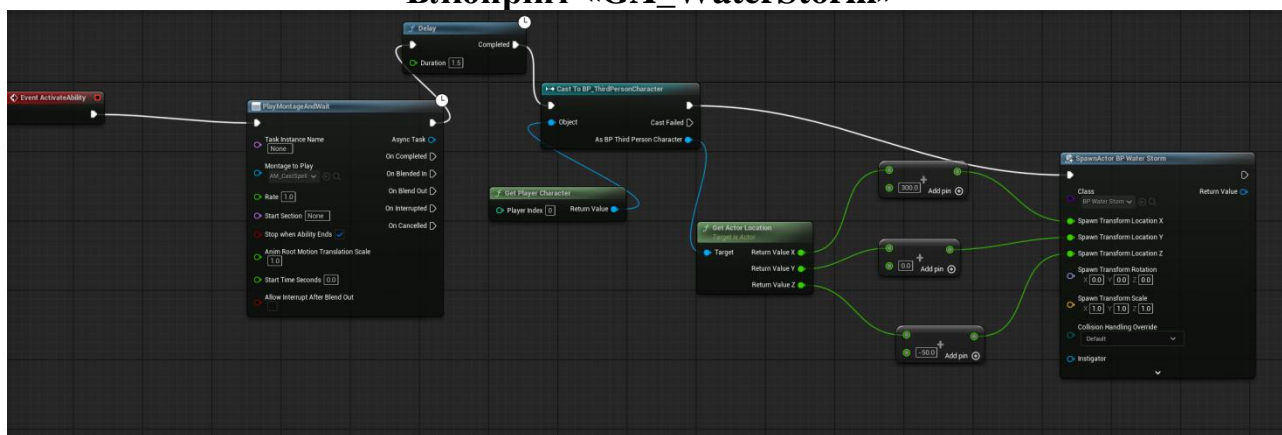 Блюпринт «GA_WaterStorm»
Delay
Completed
Duration 1.5
Event ActivateAbility
PlayMontageAndWait
Task Instance Name
None
Async Task
On Completed
Montage to Play
AM_CastSpell
On Blended In
On Blend Out
Rate 1.0
On Interrupted
Start Section None
On Cancelled
Stop when Ability Ends
Anim Root Motion Translation Scale
1.0
Start Time Seconds 0.0
Allow Interrupt After Blend Out
Cast To BP_ThirdPersonCharacter
Object
Cast Failed
As BP Third Person Character
Get Player Character
Player Index 0
Return Value
Get Actor Location
Target is Actor
Target
Return Value X
Return Value Y
Return Value Z
+
300.0
Add pin
+
0.0
Add pin
+
-50.0
Add pin
SpawnActor BP Water Storm
Class
BP Water Storm
Return Value
Spawn Transform Location X
Spawn Transform Location Y
Spawn Transform Location Z
Spawn Transform Rotation
X 0.0 Y 0.0 Z 0.0
Spawn Transform Scale
X 1.0 Y 1.0 Z 1.0
Collision Handling Override
Default
Instigator